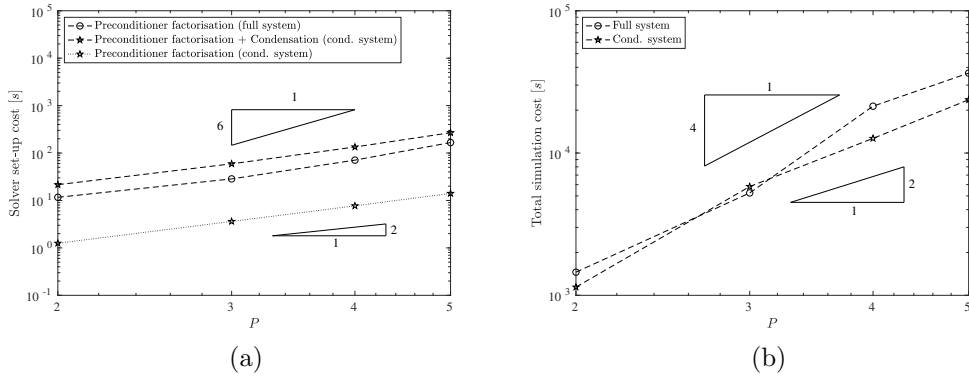 Preconditioner factorisation (full system)
Preconditioner factorisation + Condensation (cond. system)
Preconditioner factorisation (cond. system)
Solver set-up cost [s]
10^5
10^4
10^3
10^2
10^1
10^0
10^-1
1
6
1
2
2
3
4
5
P
(a)
Full system
Cond. system
Total simulation cost [s]
10^5
10^4
10^3
1
4
2
1
2
3
4
5
P
(b)